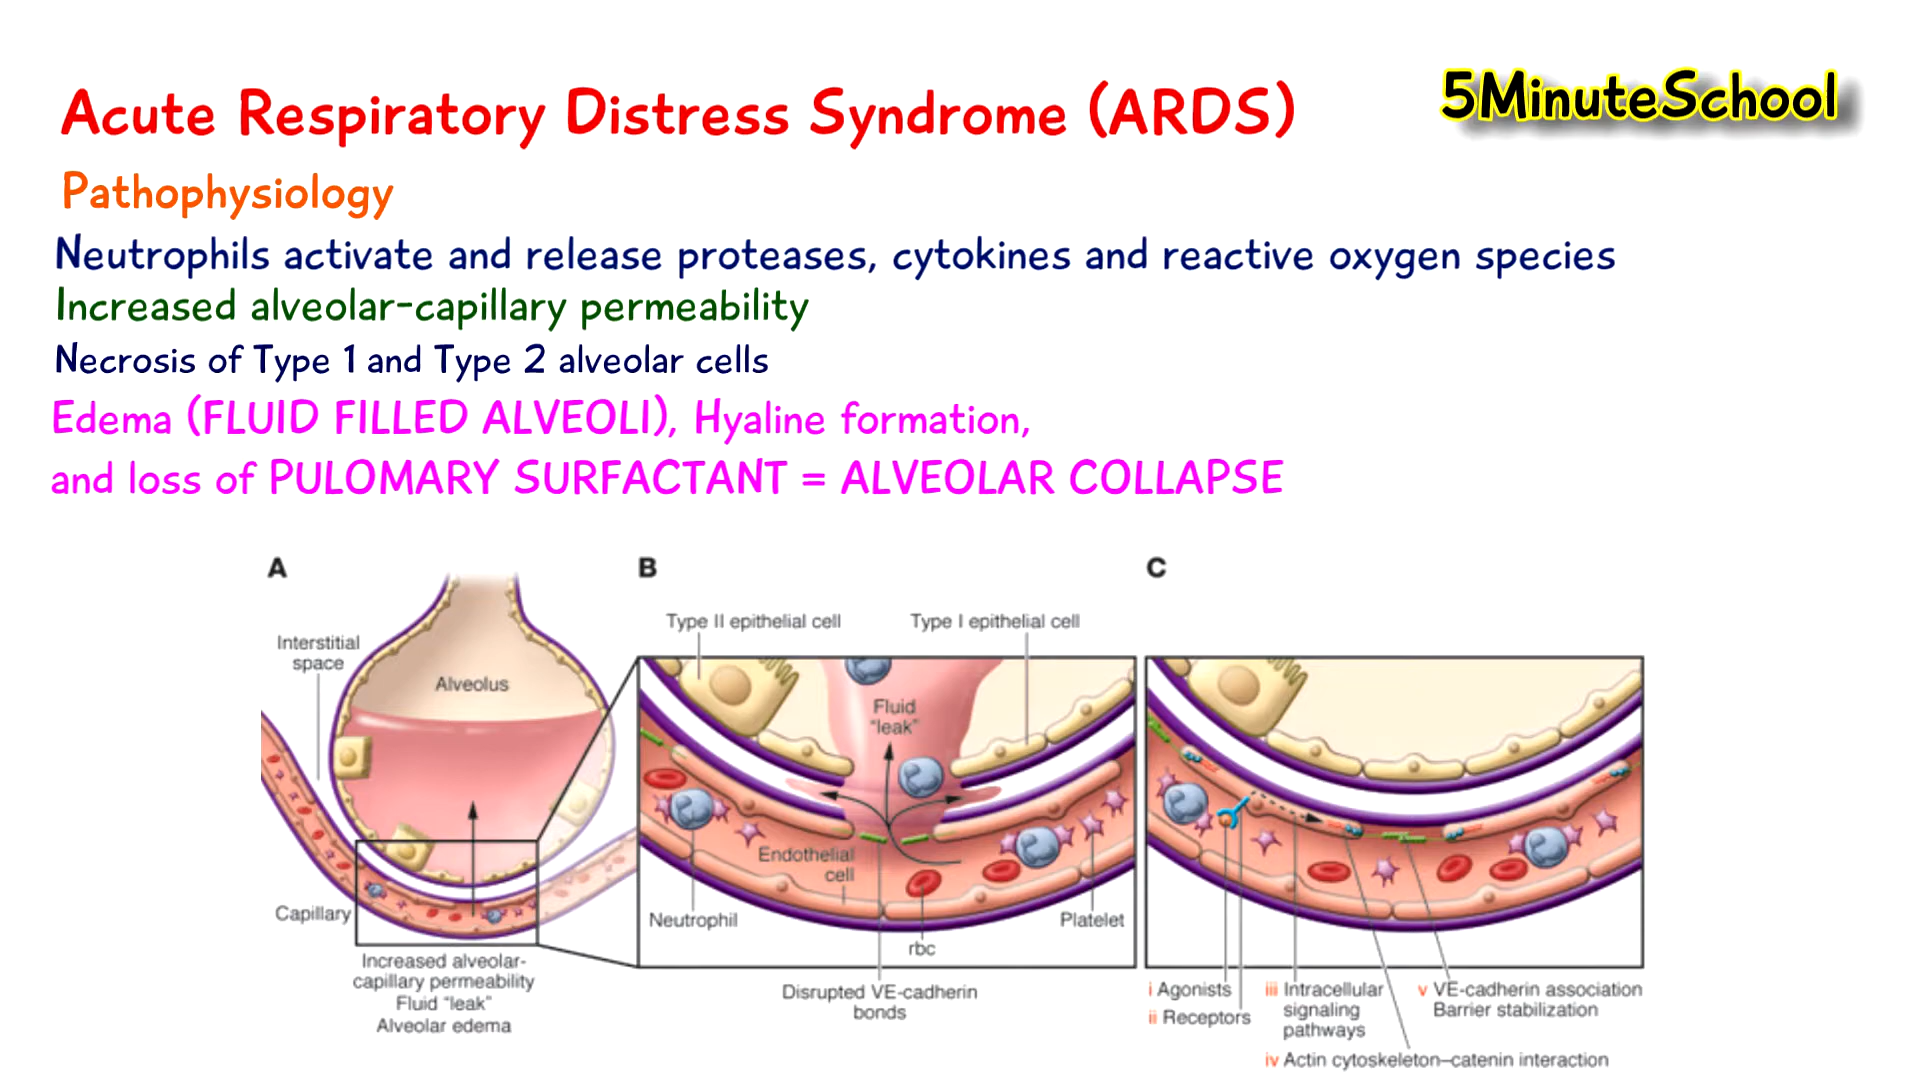 Acute Respiratory Distress Syndrome (ARDS)
5MinuteSchool
Pathophysiology
Neutrophils activate and release proteases, cytokines and reactive oxygen species
Increased alveolar-capillary permeability
Necrosis of Type 1 and Type 2 alveolar cells
Edema (FLUID FILLED ALVEOLI), Hyaline formation,
and loss of PULOMARY SURFACTANT = ALVEOLAR COLLAPSE
A
Interstitial
space
Alveolus
Capillary
Increased alveolar-
capillary permeability
Fluid "leak"
Alveolar edema
B
Type II epithelial cell
Type I epithelial cell
Fluid
"leak"
Endothelial
cell
Neutrophil
rbc
Platelet
Disrupted VE-cadherin
bonds
C
i Agonists
ii Receptors
iii Intracellular
signaling
pathways
iv Actin cytoskeleton–catenin interaction
v VE-cadherin association
Barrier stabilization